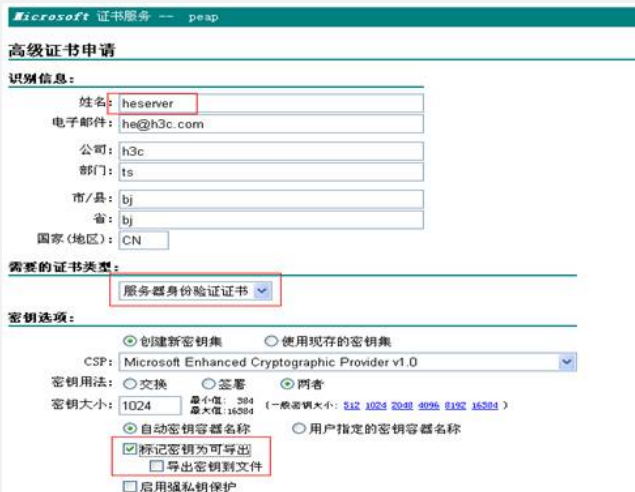 Microsoft 证书服务 -- peap
高级证书申请
识别信息:
姓名: heserver
电子邮件: he@h3c.com
公司: h3c
部门: ts
市/县: bj
省: bj
国家(地区): CN
需要的证书类型:
服务器身份验证证书
密钥选项:
创建新密钥集 使用现存的密钥集
CSP: Microsoft Enhanced Cryptographic Provider v1.0
密钥用法: 交换 签署 两者
密钥大小: 1024 最小值: 384 最大值:16384 (一般密钥大小: 512 1024 2048 4096 8192 16384 )
自动密钥容器名称 用户指定的密钥容器名称
标记密钥为可导出
导出密钥到文件
启用强私钥保护